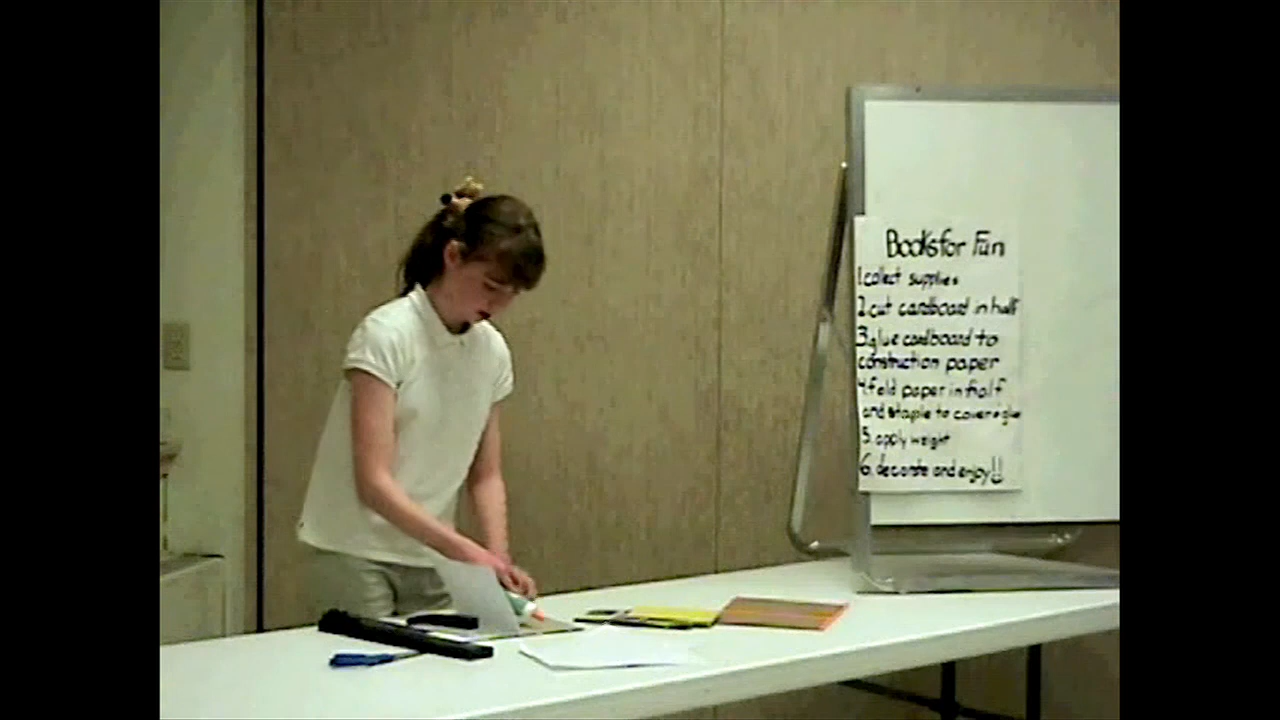 Books for Fun
1. collect supplies
2. cut cardboard in half
3. glue cardboard to
construction paper
4. fold paper in half
and staple to cover & glue
5. apply weight
6. decorate and enjoy!!